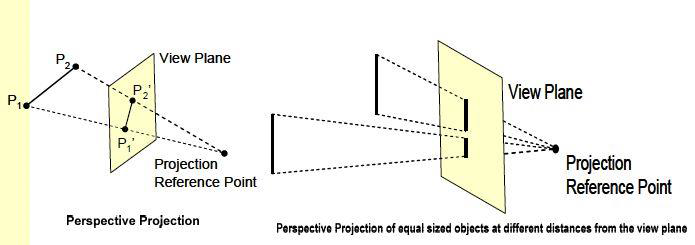 P2
View Plane
P1
P2'
P1'
Projection
Reference Point
Perspective Projection
View Plane
Projection
Reference Point
Perspective Projection of equal sized objects at different distances from the view plane